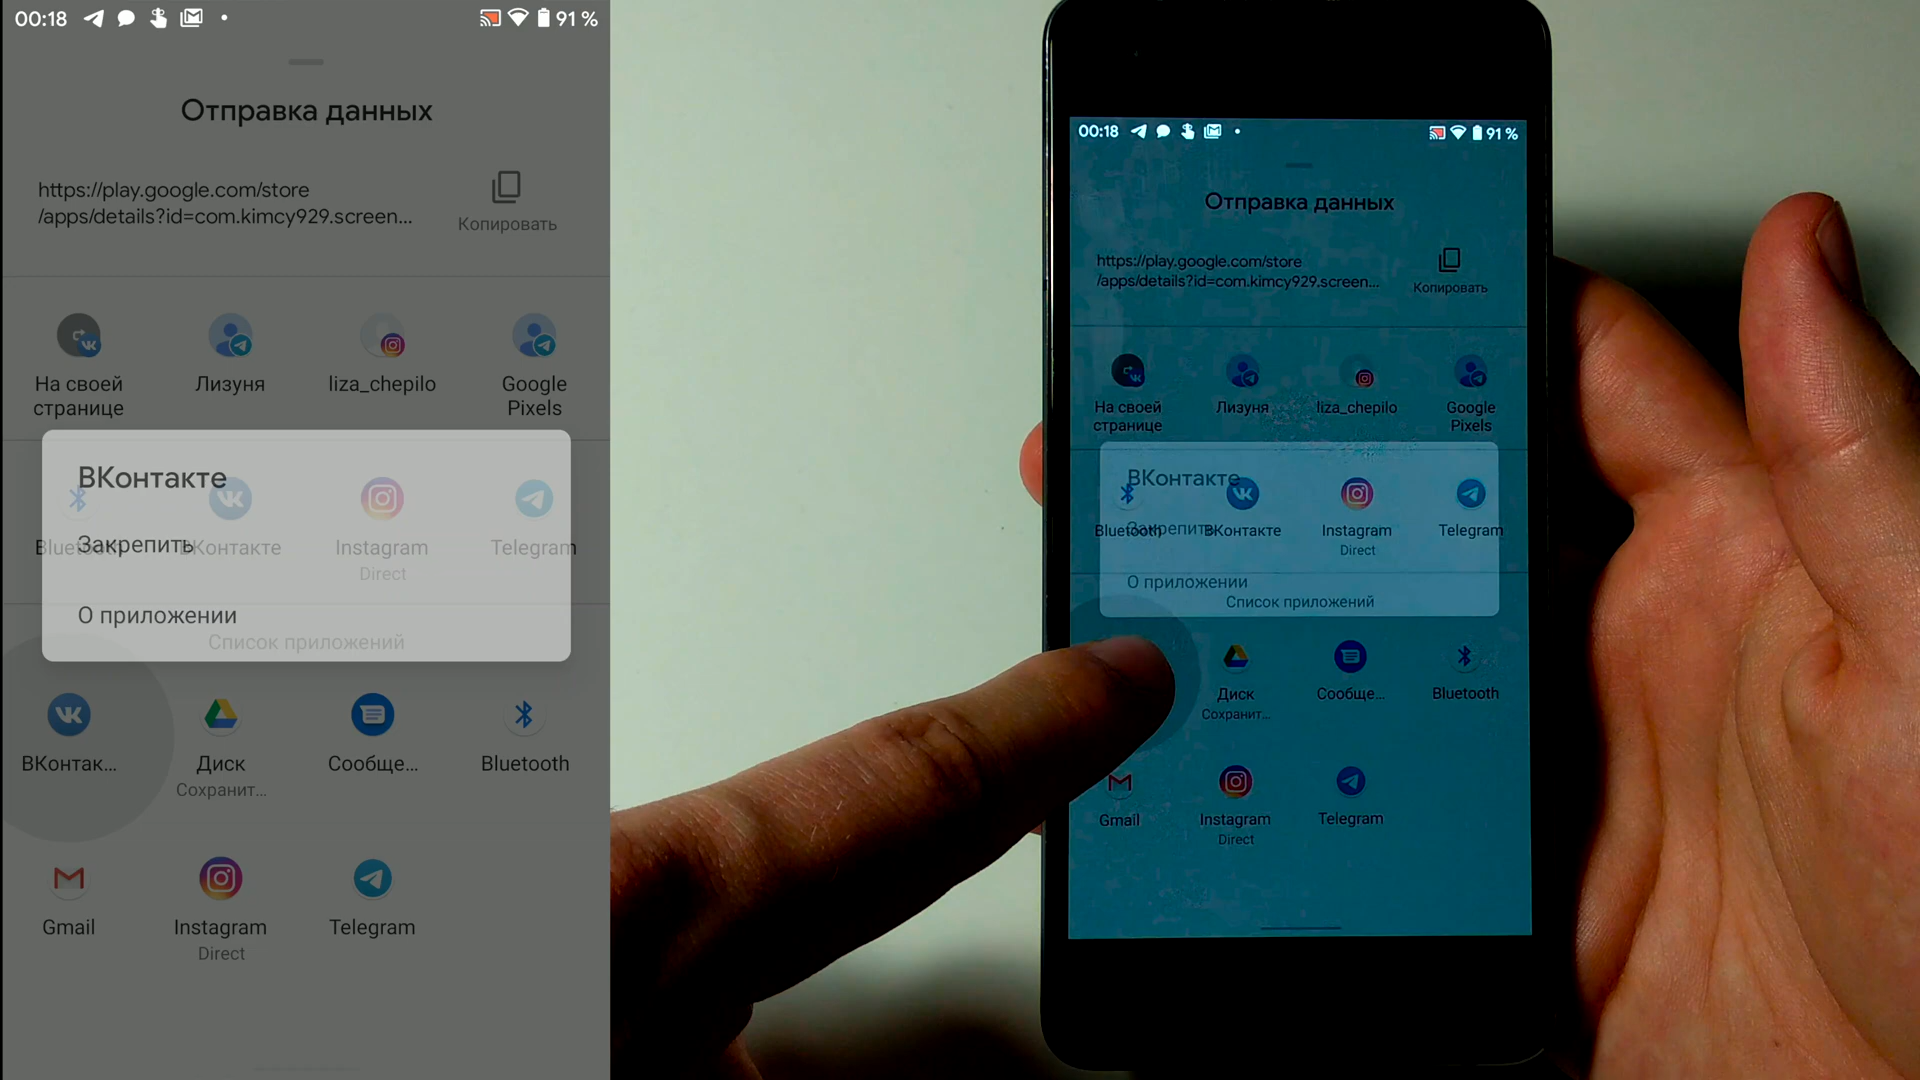 00:18
91 %
Отправка данных
https://play.google.com/store
/apps/details?id=com.kimcy929.screen...
Копировать
На своей
странице
Лизуня
liza_chepilo
Google
Pixels
ВКонтакте
Bluetooth
Закрепить
ВКонтакте
Instagram
Direct
Telegram
О приложении
Список приложений
ВКонтак...
Диск
Сохранит...
Сообще...
Bluetooth
Gmail
Instagram
Direct
Telegram
00:18
91 %
Отправка данных
https://play.google.com/store
/apps/details?id=com.kimcy929.screen...
Копировать
На своей
странице
Лизуня
liza_chepilo
Google
Pixels
ВКонтакте
Bluetooth
Закрепить
ВКонтакте
Instagram
Direct
Telegram
О приложении
Список приложений
Диск
Сохранит...
Сообще...
Bluetooth
Gmail
Instagram
Direct
Telegram